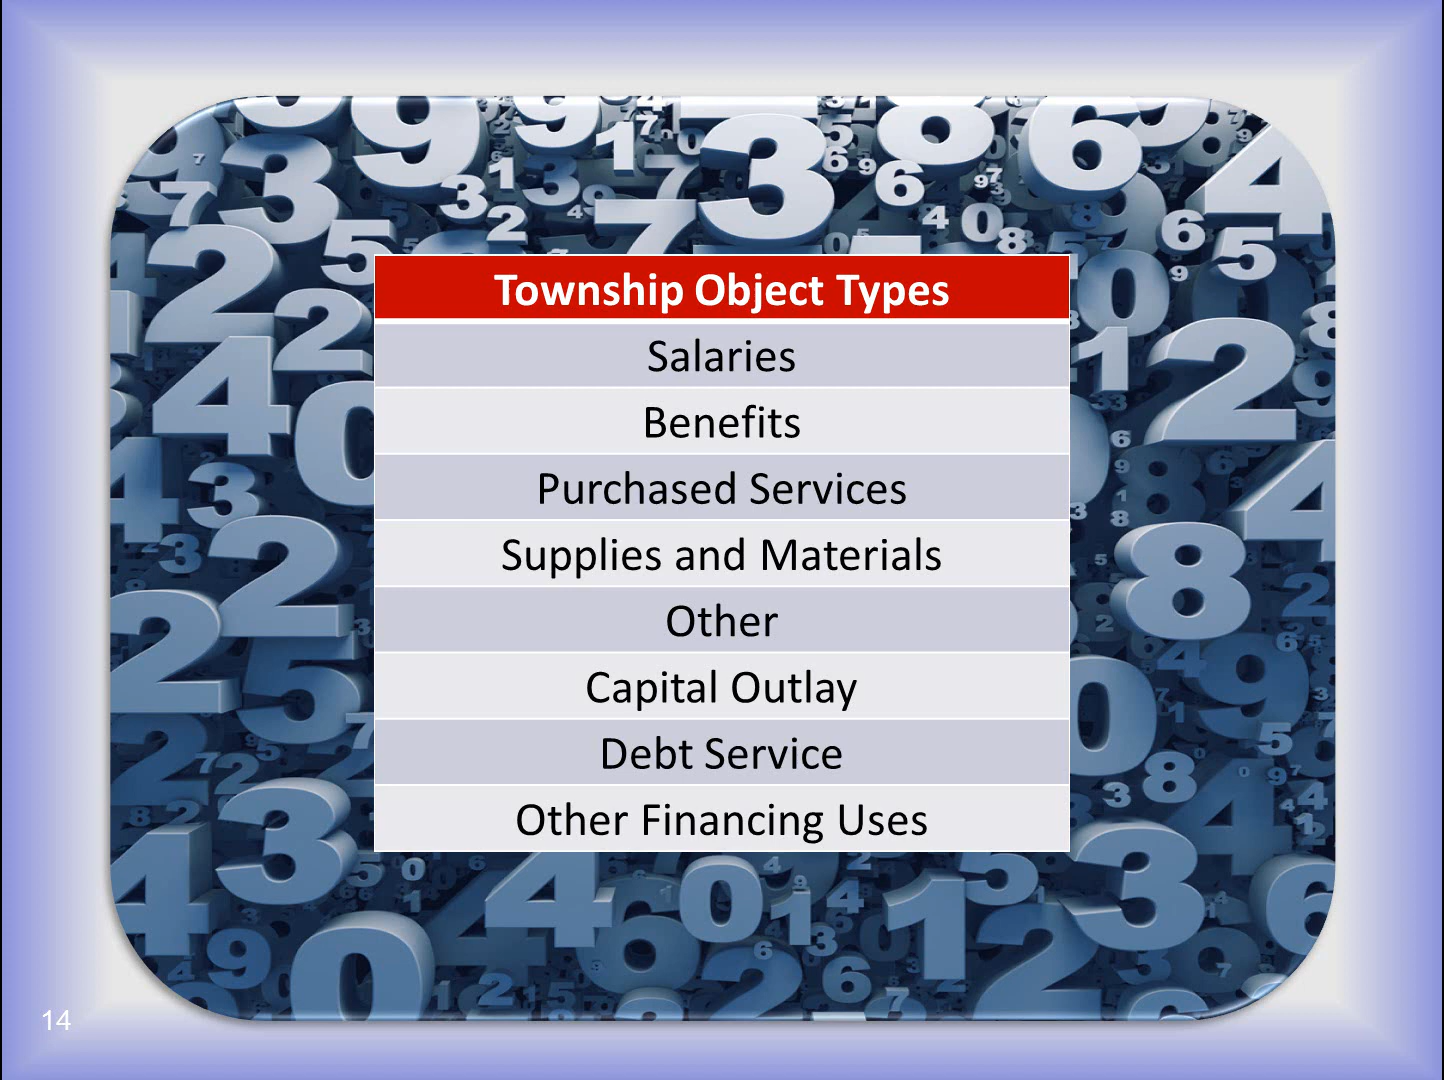 Township Object Types
Salaries
Benefits
Purchased Services
Supplies and Materials
Other
Capital Outlay
Debt Service
Other Financing Uses
14